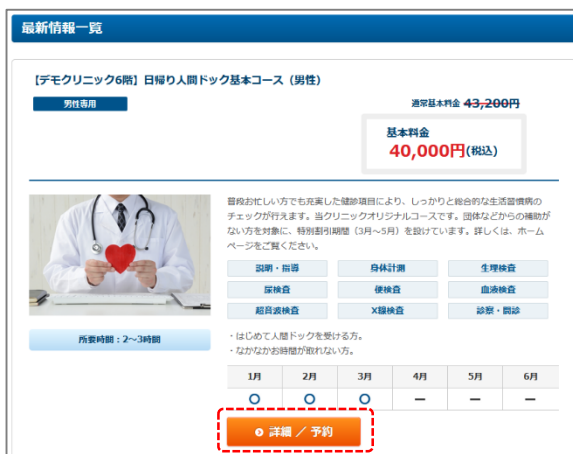 最新情報一覧
【デモクリニック6階】日帰り人間ドック基本コース（男性）
男性専用
通常基本料金 43,200円
基本料金
40,000円(税込)
普段お忙しい方でも充実した健診項目により、しっかりと総合的な生活習慣病の
チェックが行えます。当クリニックオリジナルコースです。団体などからの補助が
ない方を対象に、特別割引期間（3月～5月）を設けています。詳しくは、ホーム
ページをご覧ください。
説明・指導 身体計測 生理検査
尿検査 便検査 血液検査
超音波検査 X線検査 診察・問診
所要時間：2～3時間
・はじめて人間ドックを受ける方。
・なかなかお時間が取れない方。
1月 2月 3月 4月 5月 6月
○ ○ ○ － － －
詳細 ／ 予約